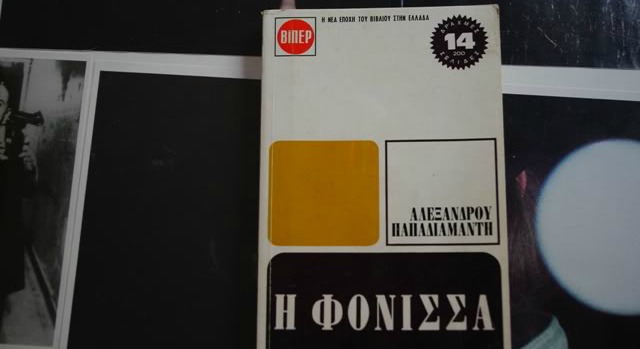 ΒΙΠΕΡ
Η ΝΕΑ ΕΠΟΧΗ ΤΟΥ ΒΙΒΛΙΟΥ ΣΤΗΝ ΕΛΛΑΔΑ
14
ΑΛΕΞΑΝΔΡΟΥ
ΠΑΠΑΔΙΑΜΑΝΤΗ
Η ΦΟΝΙΣΣΑ